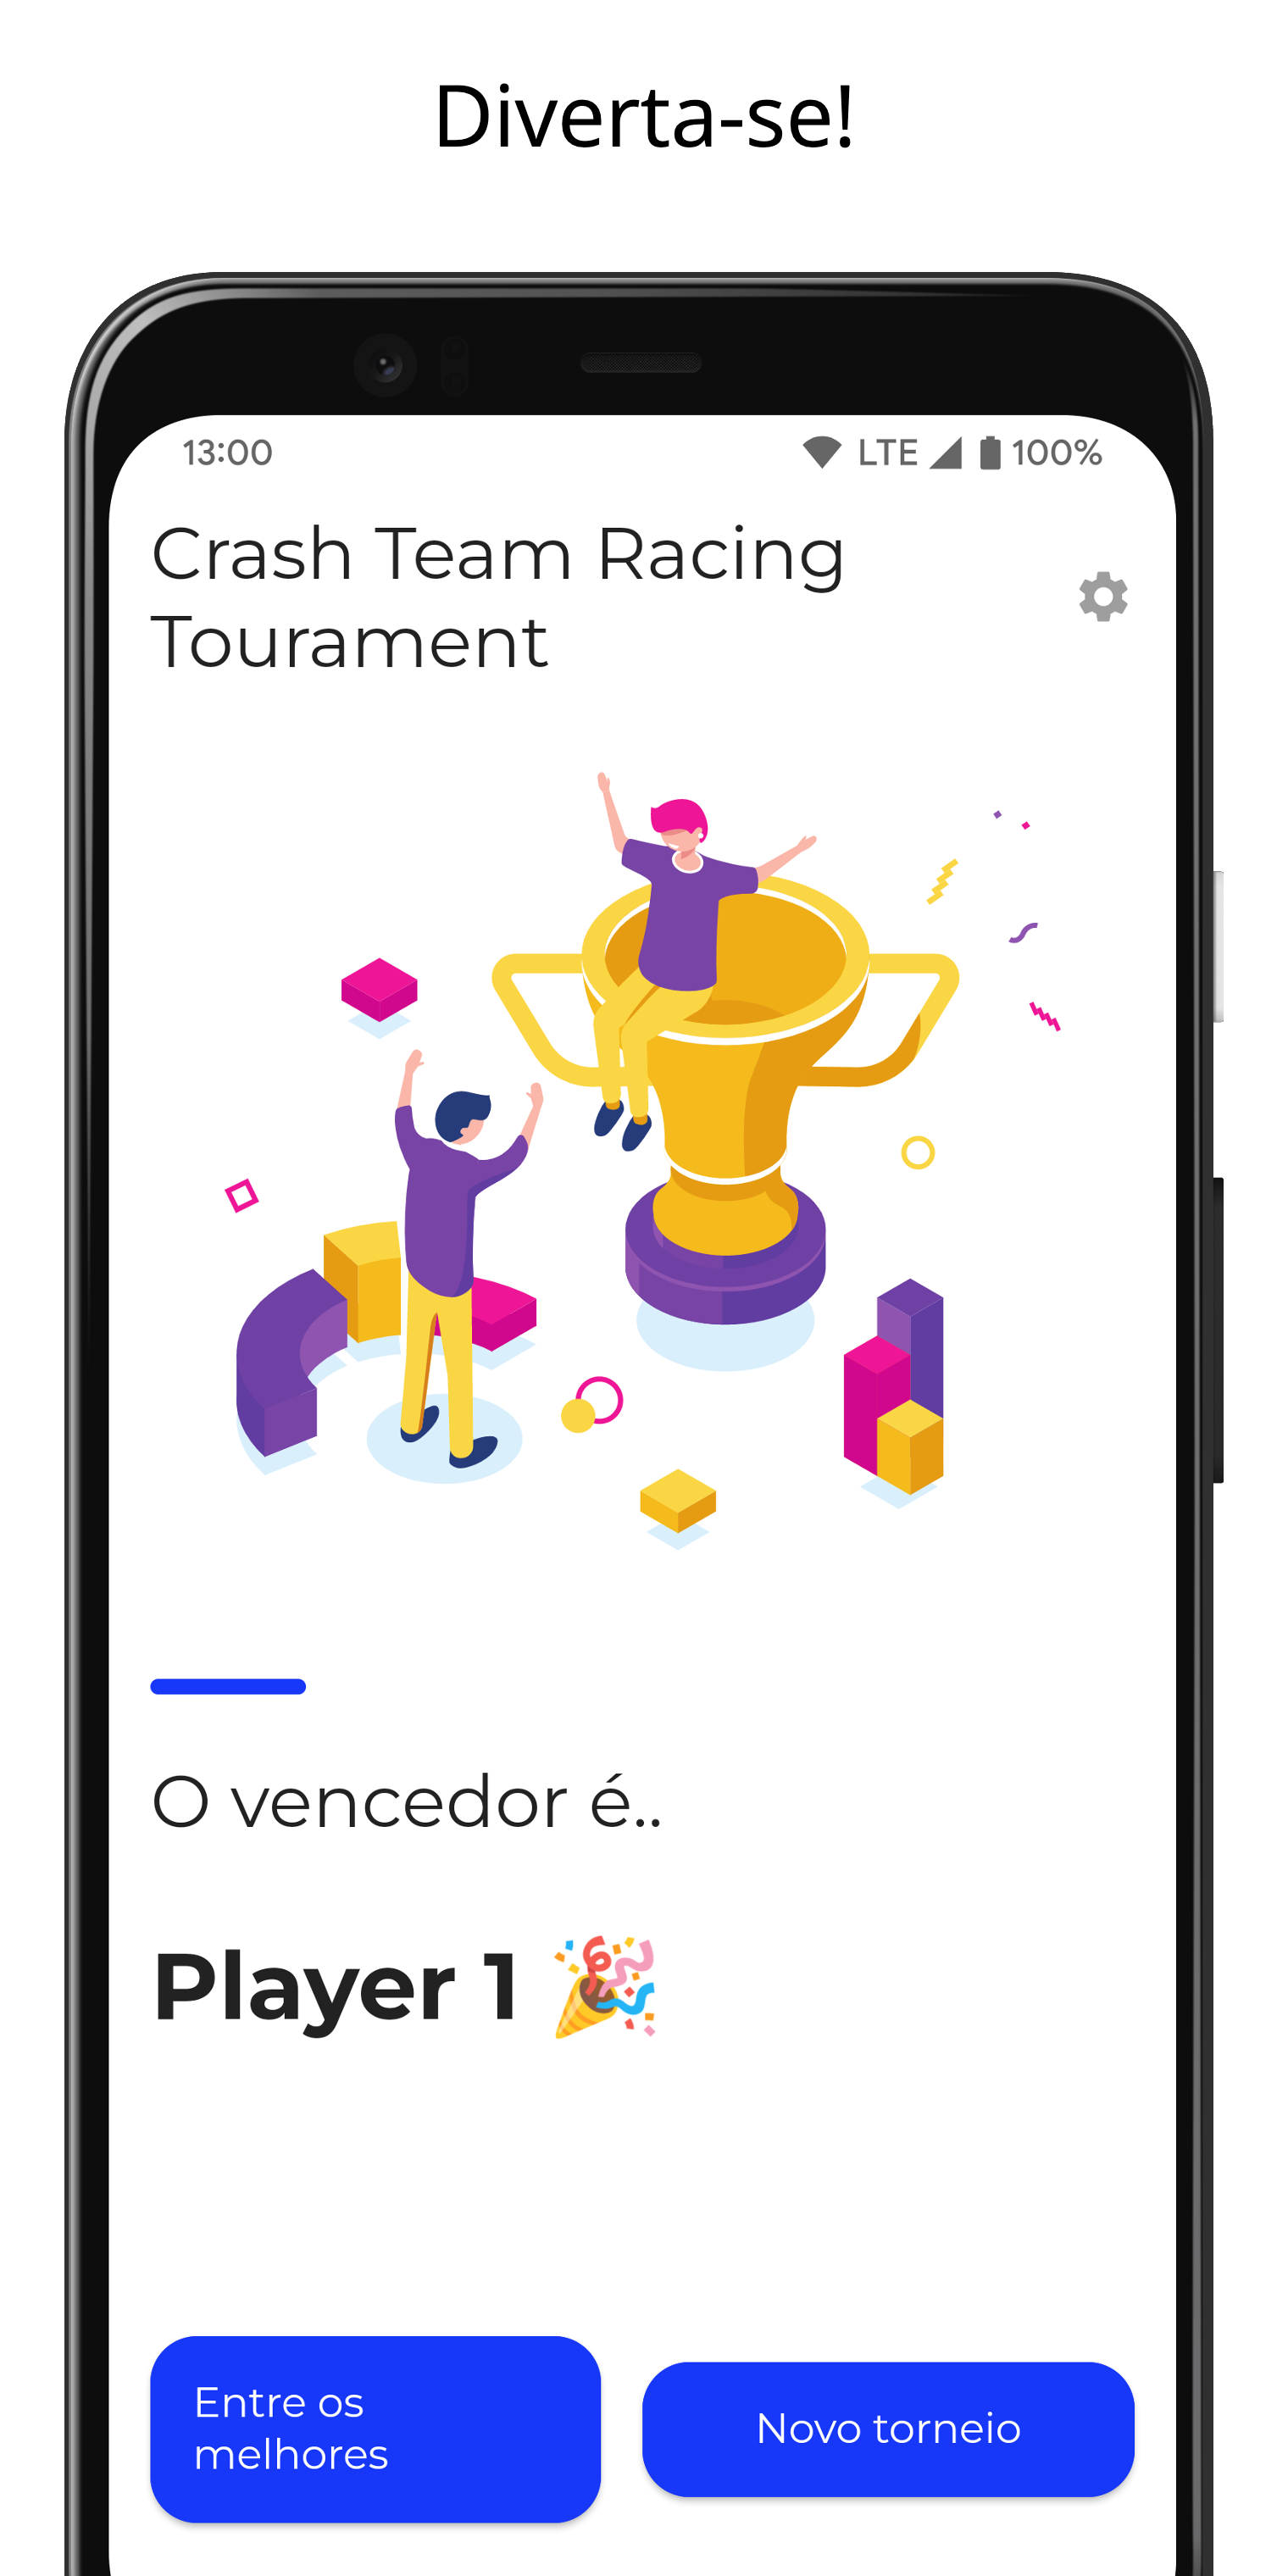 Diverta-se!
13:00 LTE 100%
Crash Team Racing
Tourament
O vencedor é..
Player 1 🎉
Entre os
melhores
Novo torneio